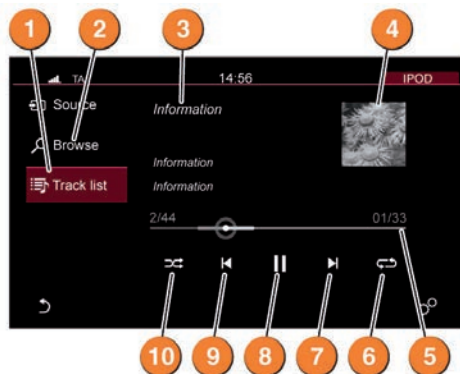 1 2 3 4
TA 14:56 IPOD
Source
Information
Browse
Information
Track list
Information
2/44 01/33
10 9 8 7 6 5